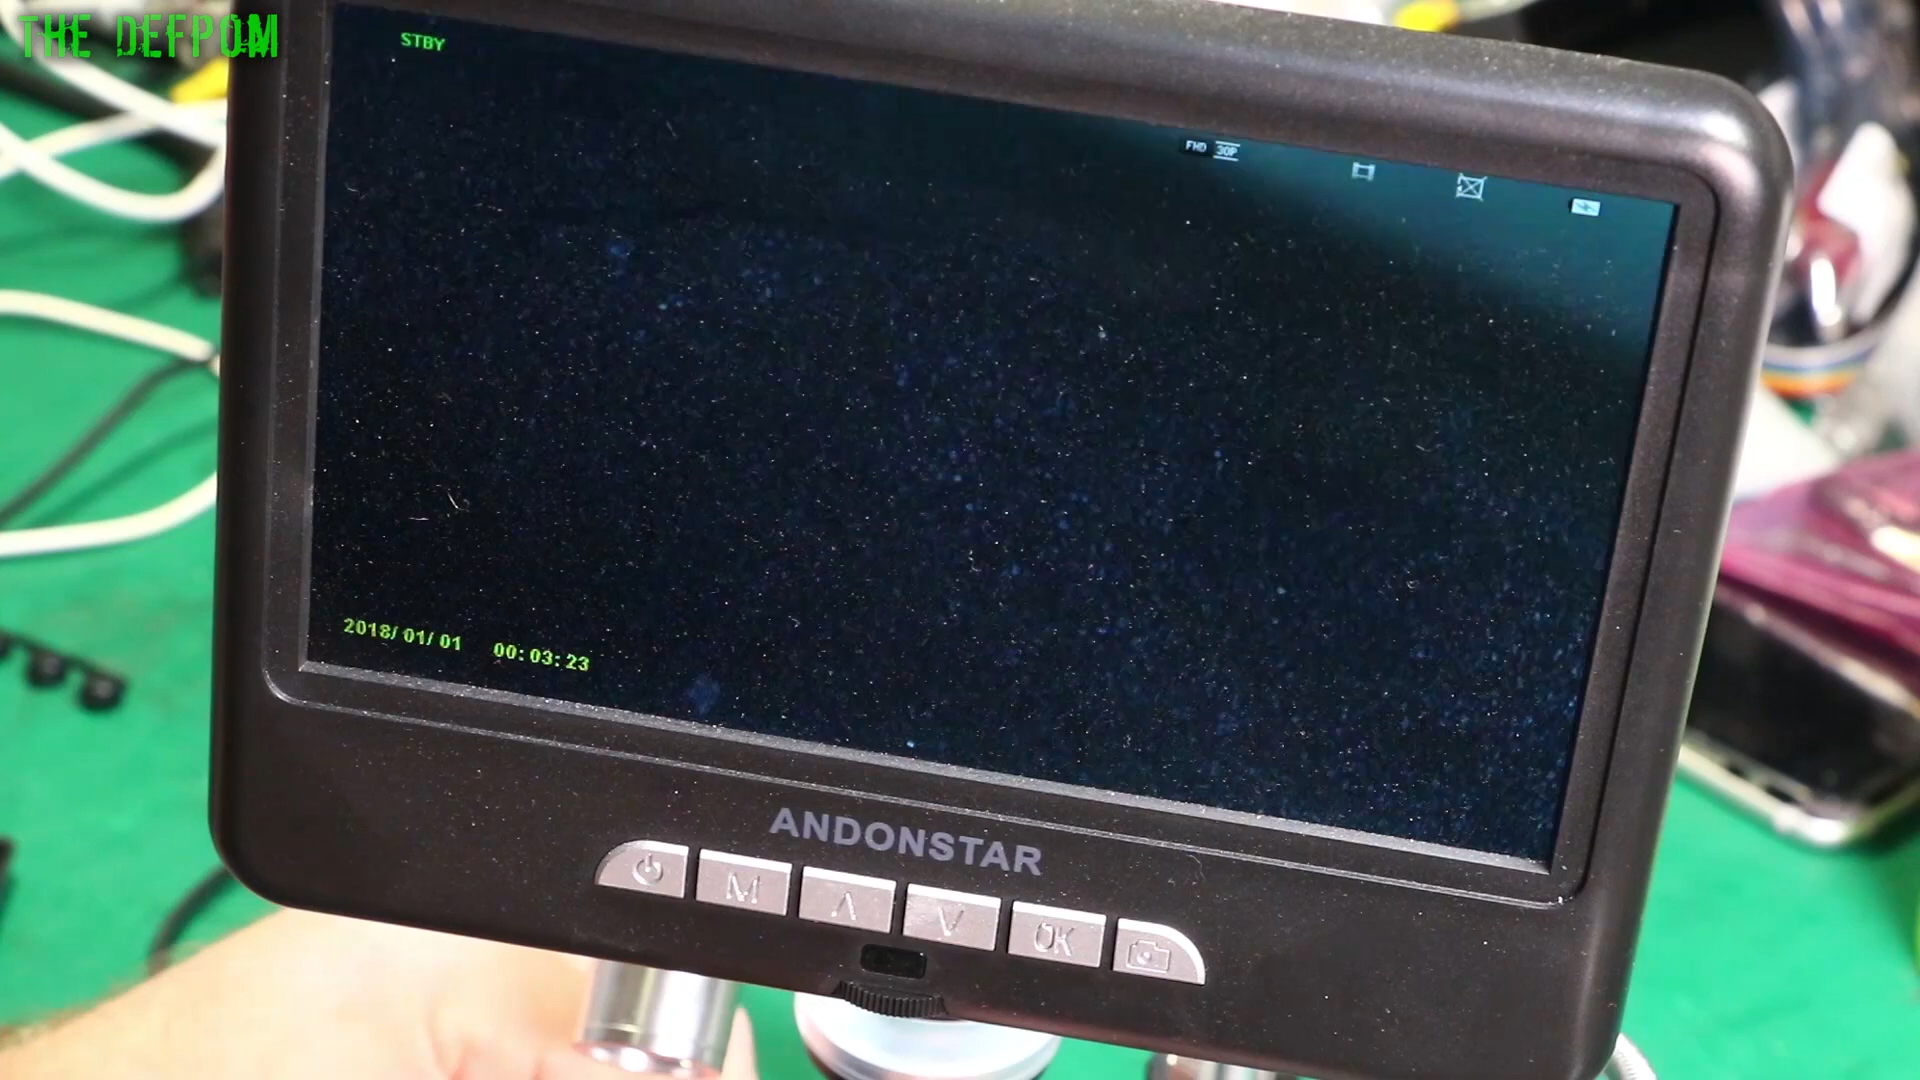 THE DEFPOM
STBY
FHD 30P
2018/01/01 00:03:23
ANDONSTAR
M
OK